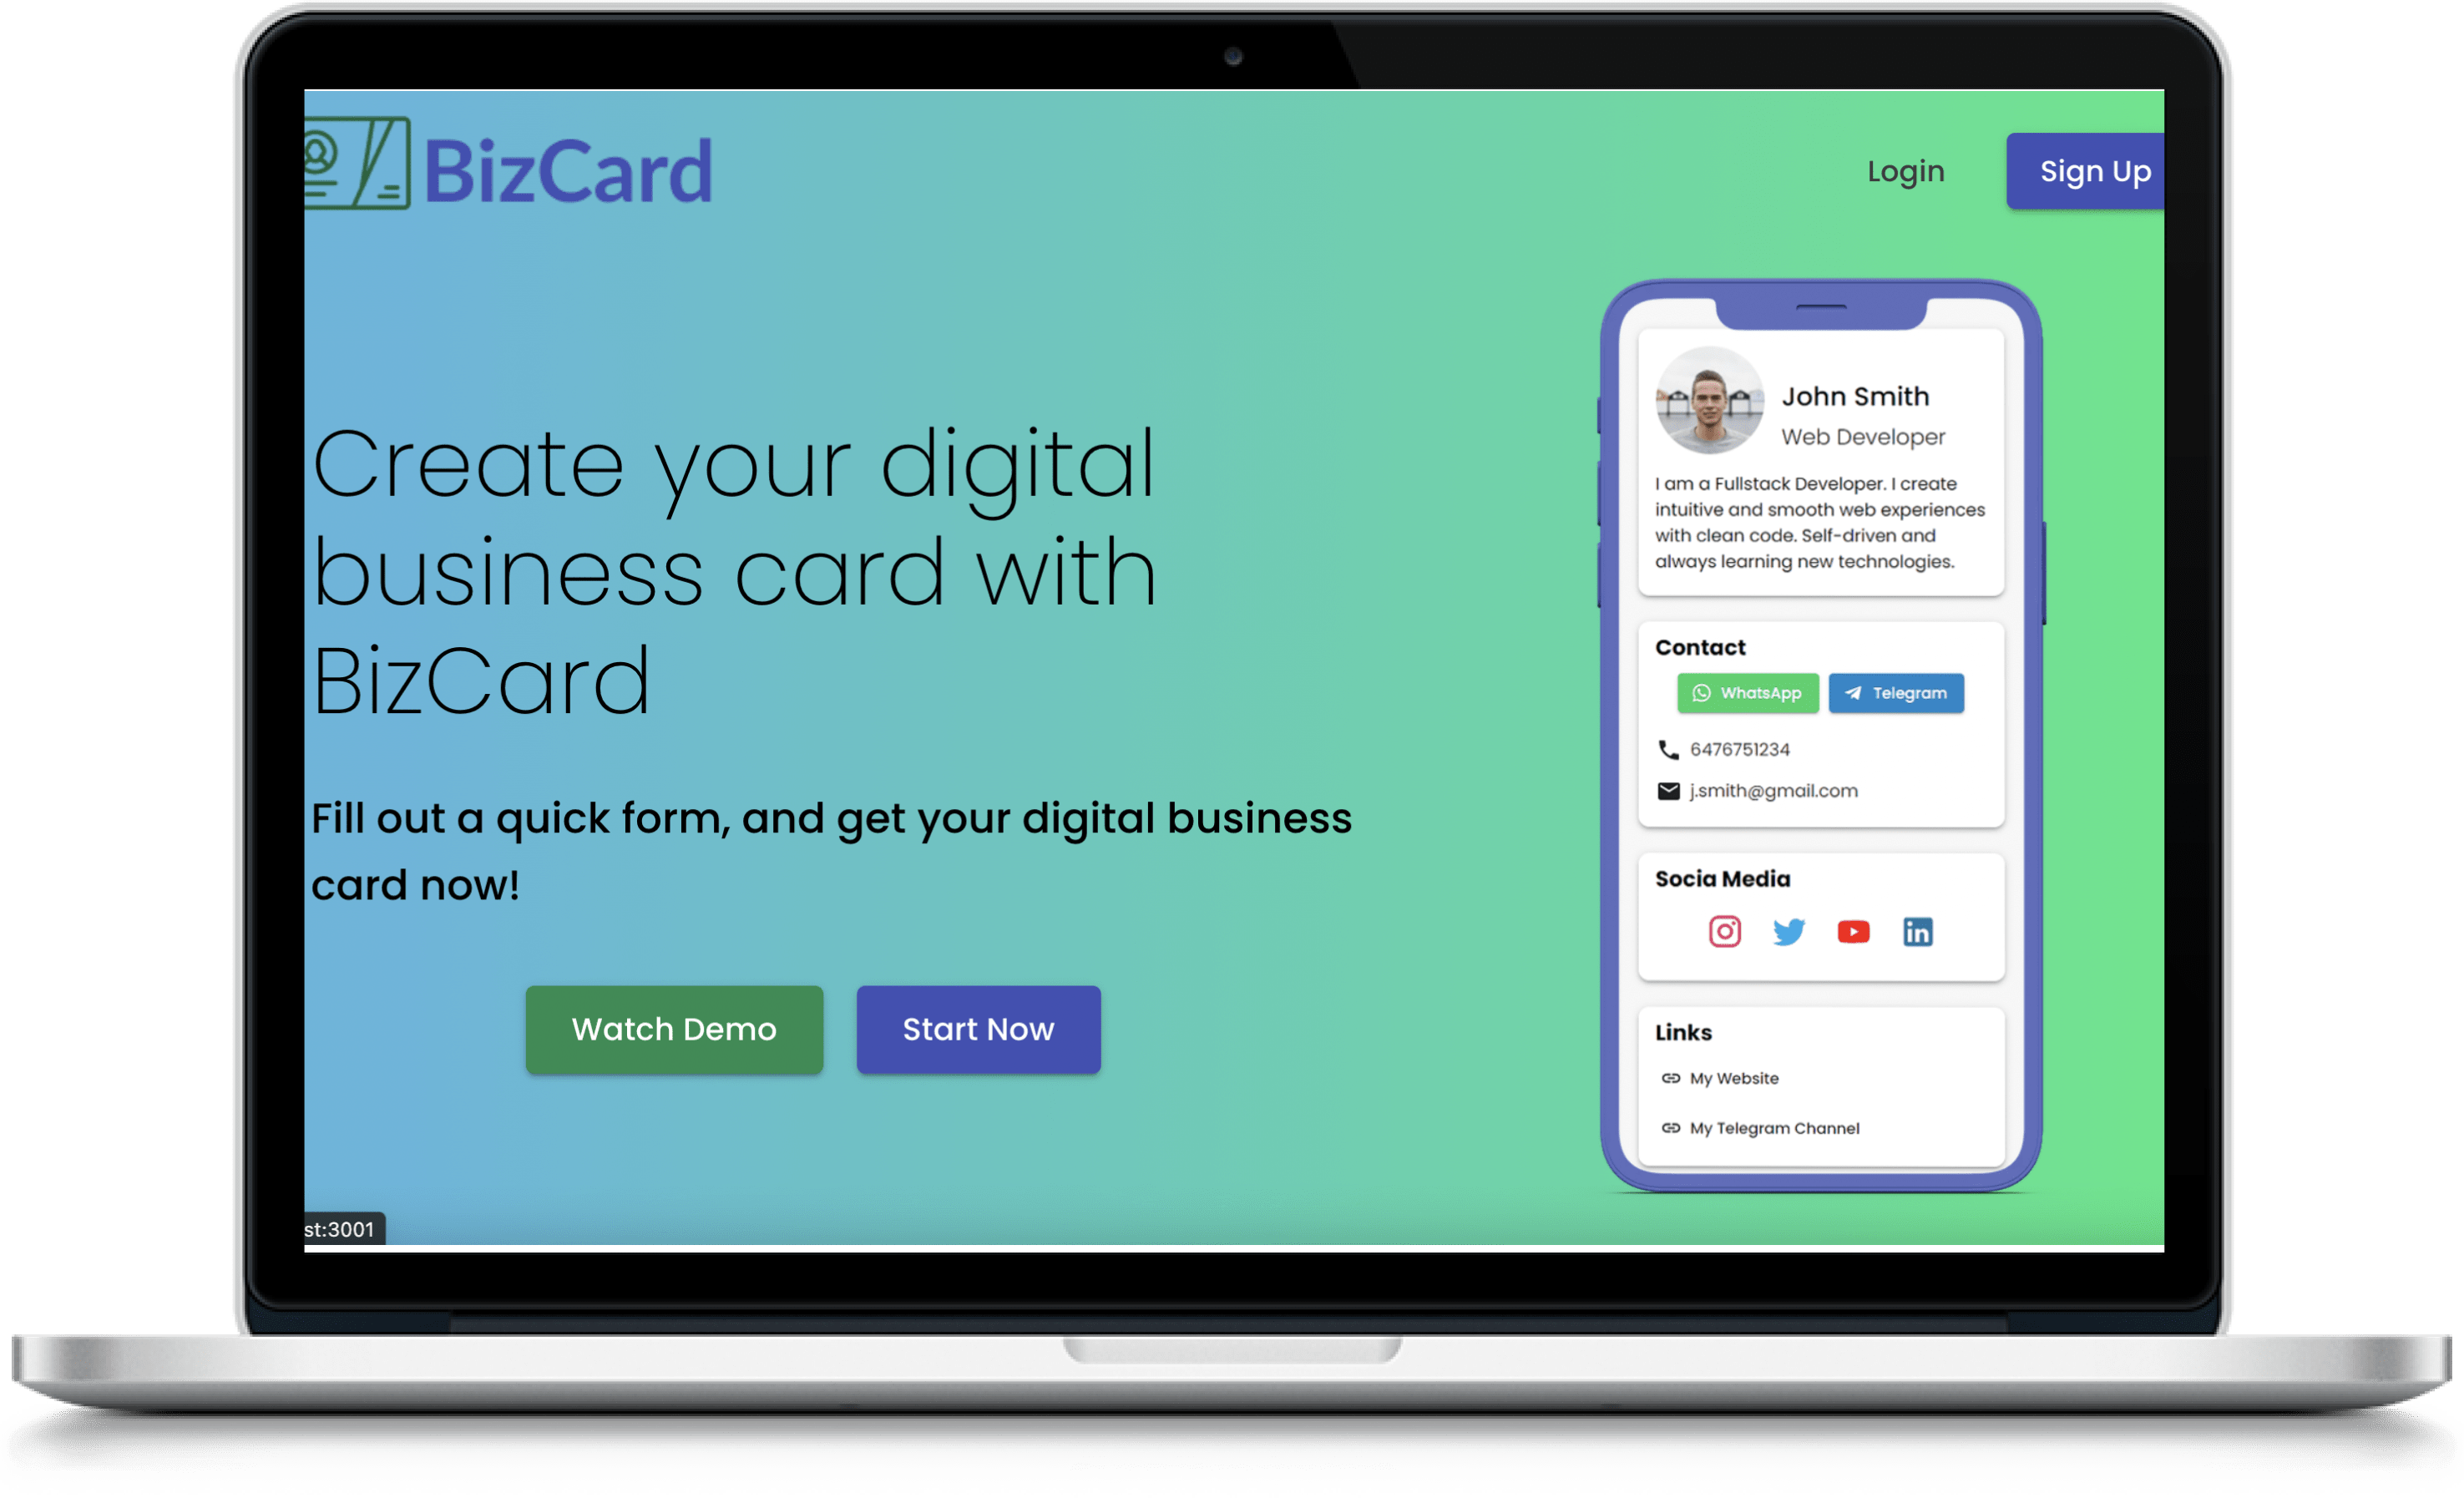 BizCard
Login
Sign Up
Create your digital
business card with
BizCard
Fill out a quick form, and get your digital business
card now!
Watch Demo
Start Now
John Smith
Web Developer
I am a Fullstack Developer. I create
intuitive and smooth web experiences
with clean code. Self-driven and
always learning new technologies.
Contact
WhatsApp
Telegram
6476751234
j.smith@gmail.com
Socia Media
in
Links
My Website
My Telegram Channel
st:3001